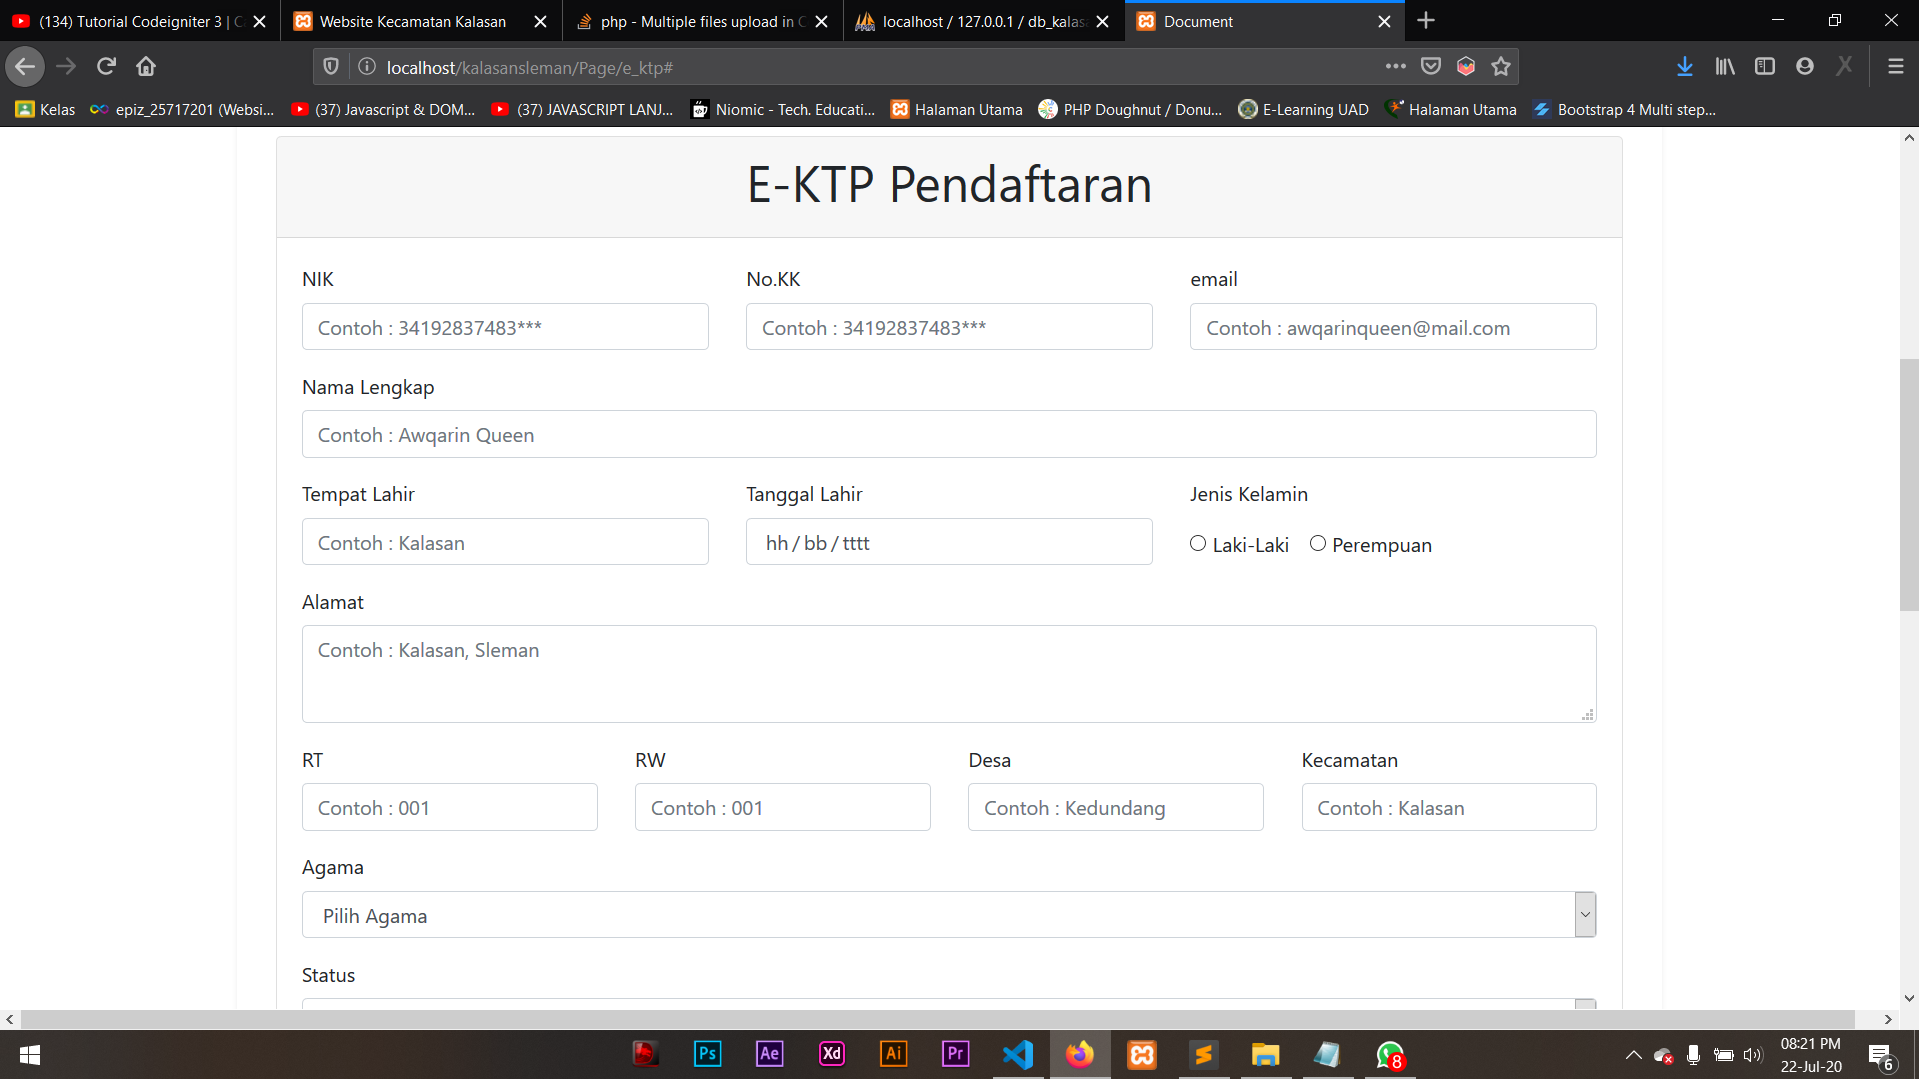 (134) Tutorial Codeigniter 3 | C
Website Kecamatan Kalasan
php - Multiple files upload in C
localhost / 127.0.0.1 / db_kalas
Document
localhost/kalasansleman/Page/e_ktp#
Kelas
epiz_25717201 (Websi...
(37) Javascript & DOM...
(37) JAVASCRIPT LANJ...
Niomic - Tech. Educati...
Halaman Utama
PHP Doughnut / Donu...
E-Learning UAD
Halaman Utama
Bootstrap 4 Multi step...
E-KTP Pendaftaran
NIK
No.KK
email
Contoh : 34192837483***
Contoh : 34192837483***
Contoh : awqarinqueen@mail.com
Nama Lengkap
Contoh : Awqarin Queen
Tempat Lahir
Tanggal Lahir
Jenis Kelamin
Contoh : Kalasan
hh / bb / tttt
Laki-Laki
Perempuan
Alamat
Contoh : Kalasan, Sleman
RT
RW
Desa
Kecamatan
Contoh : 001
Contoh : 001
Contoh : Kedundang
Contoh : Kalasan
Agama
Pilih Agama
Status
Ps
Ae
Xd
Ai
Pr
8
08:21 PM
22-Jul-20
6